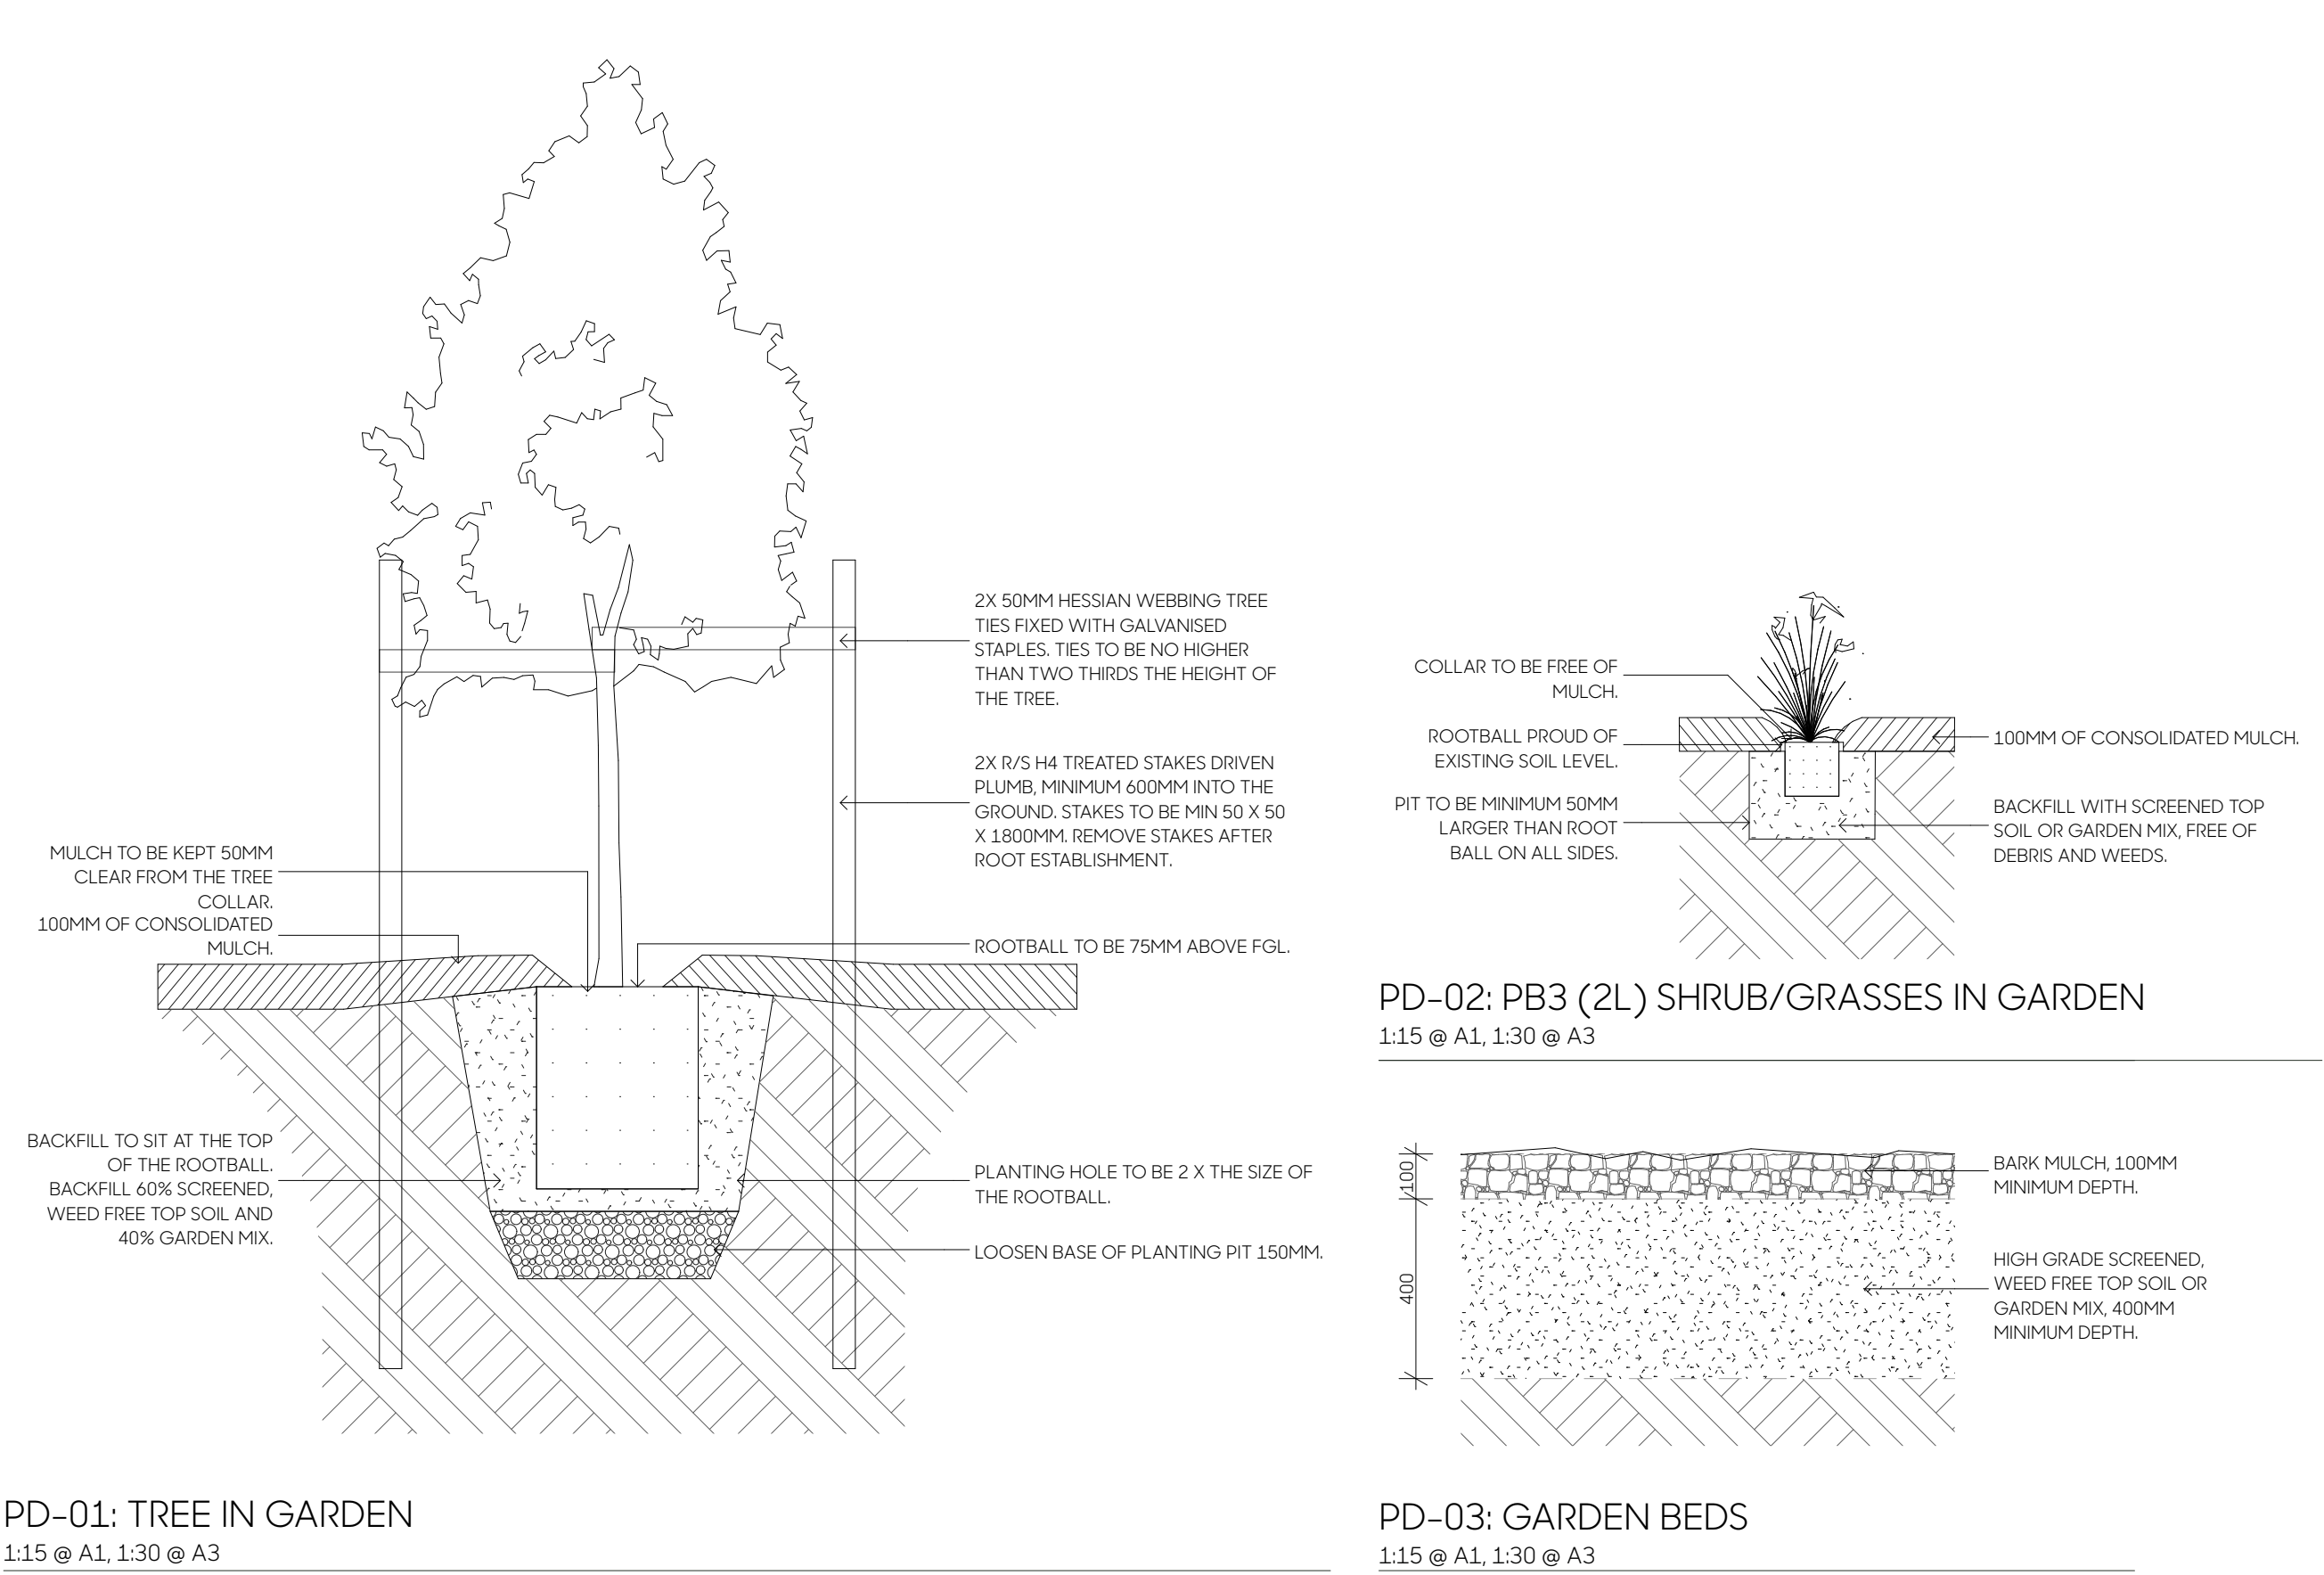 2X 50MM HESSIAN WEBBING TREE
TIES FIXED WITH GALVANISED
STAPLES. TIES TO BE NO HIGHER
THAN TWO THIRDS THE HEIGHT OF
THE TREE.
2X R/S H4 TREATED STAKES DRIVEN
PLUMB, MINIMUM 600MM INTO THE
GROUND. STAKES TO BE MIN 50 X 50
X 1800MM. REMOVE STAKES AFTER
ROOT ESTABLISHMENT.
MULCH TO BE KEPT 50MM
CLEAR FROM THE TREE
COLLAR.
100MM OF CONSOLIDATED
MULCH.
ROOTBALL TO BE 75MM ABOVE FGL.
BACKFILL TO SIT AT THE TOP
OF THE ROOTBALL.
BACKFILL 60% SCREENED,
WEED FREE TOP SOIL AND
40% GARDEN MIX.
PLANTING HOLE TO BE 2 X THE SIZE OF
THE ROOTBALL.
LOOSEN BASE OF PLANTING PIT 150MM.
PD-01: TREE IN GARDEN
1:15 @ A1, 1:30 @ A3
COLLAR TO BE FREE OF
MULCH.
ROOTBALL PROUD OF
EXISTING SOIL LEVEL.
PIT TO BE MINIMUM 50MM
LARGER THAN ROOT
BALL ON ALL SIDES.
100MM OF CONSOLIDATED MULCH.
BACKFILL WITH SCREENED TOP
SOIL OR GARDEN MIX, FREE OF
DEBRIS AND WEEDS.
PD-02: PB3 (2L) SHRUB/GRASSES IN GARDEN
1:15 @ A1, 1:30 @ A3
100
400
BARK MULCH, 100MM
MINIMUM DEPTH.
HIGH GRADE SCREENED,
WEED FREE TOP SOIL OR
GARDEN MIX, 400MM
MINIMUM DEPTH.
PD-03: GARDEN BEDS
1:15 @ A1, 1:30 @ A3